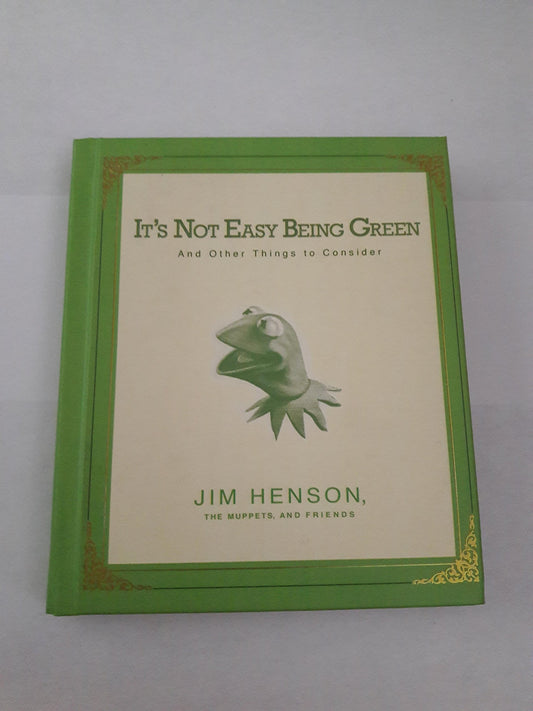 IT'S NOT EASY BEING GREEN
And Other Things to Consider
JIM HENSON,
THE MUPPETS, AND FRIENDS